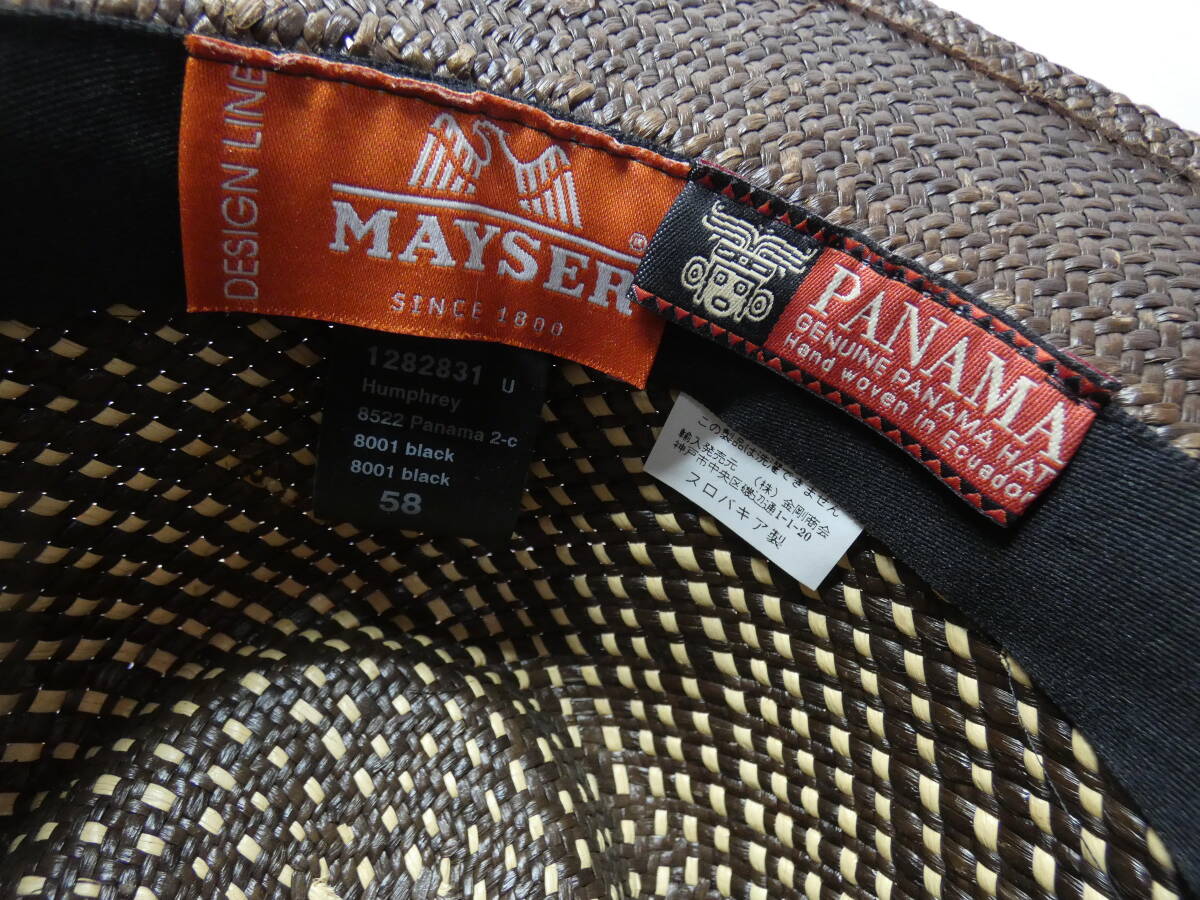 DESIGN LINE
MAYSER®
SINCE 1800
PANAMA
GENUINE PANAMA HAT
Hand woven in Ecuador
1282831 U
Humphrey
8522 Panama 2-c
8001 black
8001 black
58
この製品は洗濯できません
輸入発売元 (株) 金剛商会
神戸市中央区磯辺通1-1-20
スロバキア製